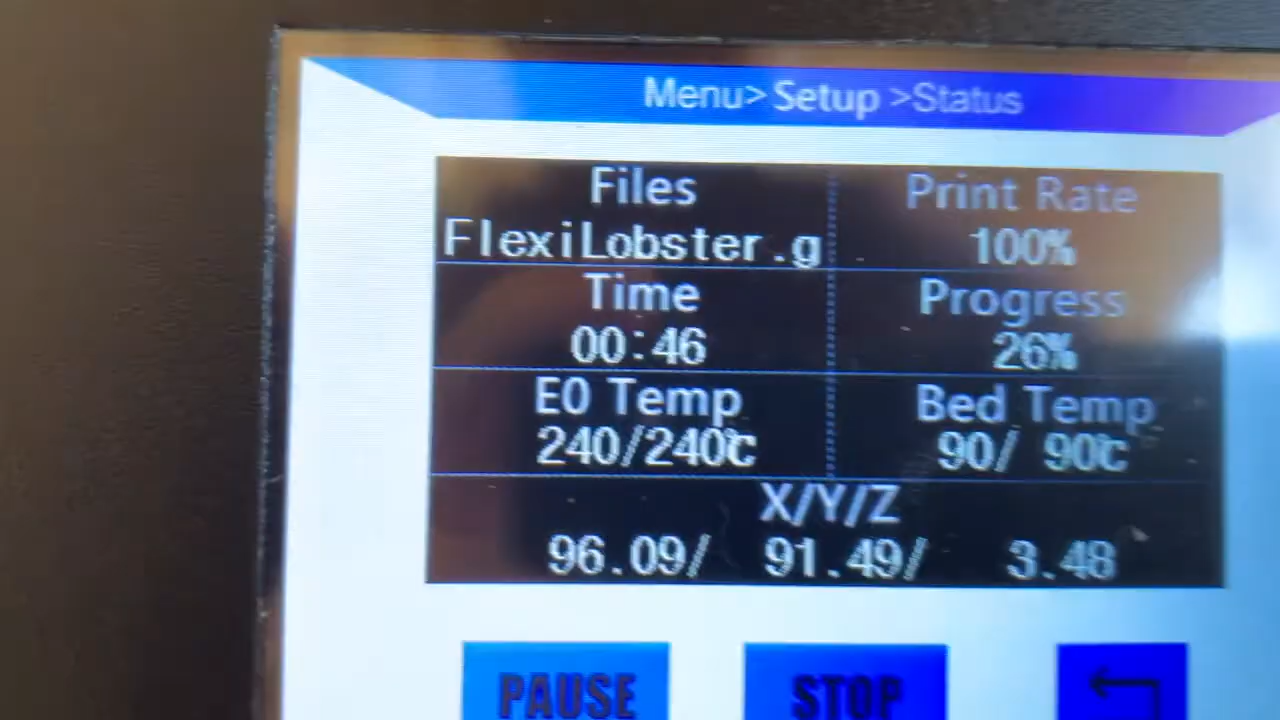 Menu> Setup >Status
Files
Print Rate
FlexiLobster.g
100%
Time
Progress
00:46
26%
E0 Temp
Bed Temp
240/240℃
90/ 90℃
X/Y/Z
96.09/ 91.49/ 3.48
PAUSE
STOP